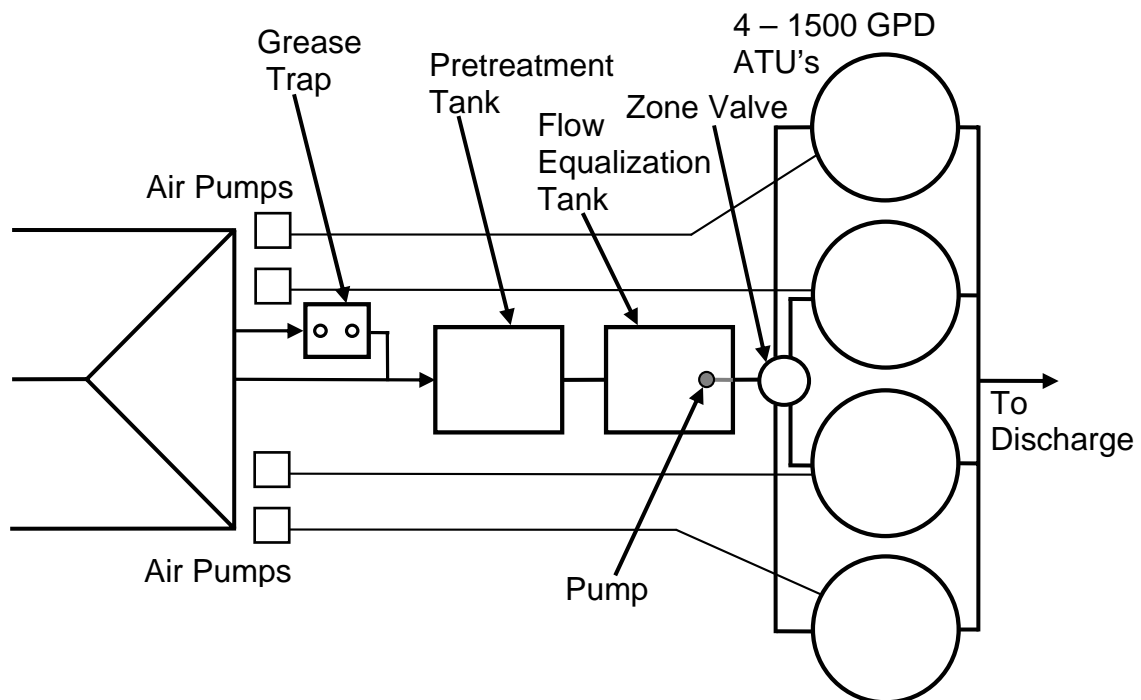 4 – 1500 GPD
ATU's
Grease
Trap
Pretreatment
Tank
Zone Valve
Flow
Equalization
Tank
Air Pumps
To
Discharge
Air Pumps
Pump